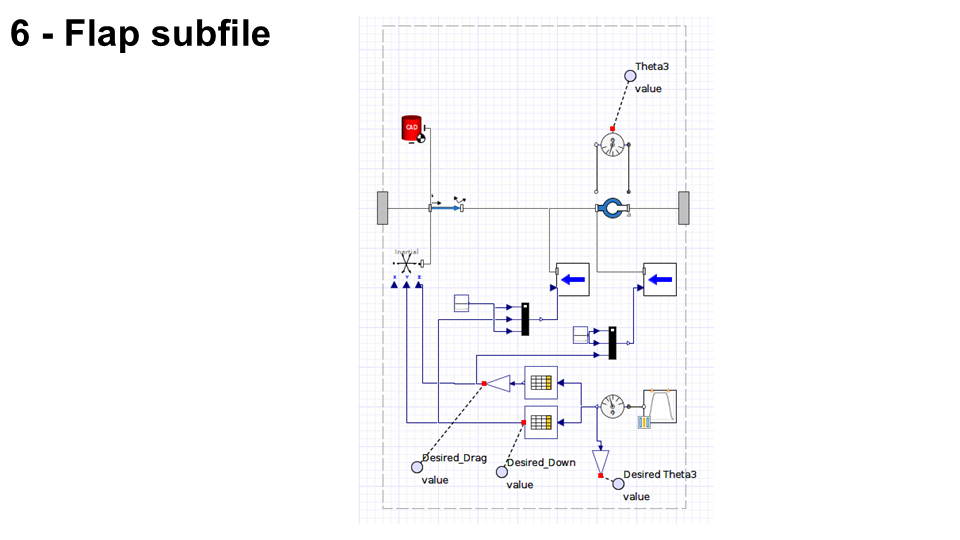 6 - Flap subfile
Theta3
value
CAD
Inertial
x Y z
Desired_Drag
value
Desired_Down
value
Desired Theta3
value